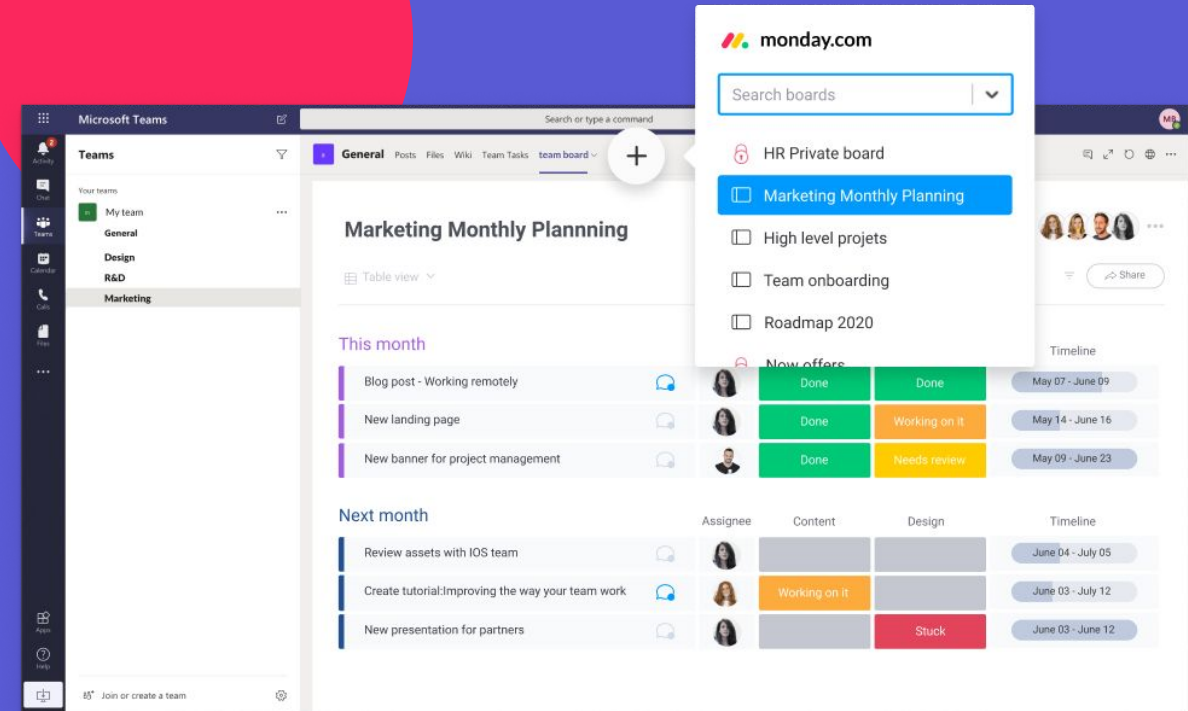 monday.com
Search boards
HR Private board
Marketing Monthly Planning
High level projets
Team onboarding
Roadmap 2020
Now offers
Microsoft Teams
Search or type a command
MB
2
Activity
Chat
Teams
Calendar
Calls
Files
Apps
Help
Teams
Your teams
My team
General
Design
R&D
Marketing
Join or create a team
General Posts Files Wiki Team Tasks team board
Marketing Monthly Plannning
Table view
Share
This month
Timeline
Blog post - Working remotely Done Done May 07 - June 09
New landing page Done Working on it May 14 - June 16
New banner for project management Done Needs review May 09 - June 23
Next month Assignee Content Design Timeline
Review assets with IOS team June 04 - July 05
Create tutorial:Improving the way your team work Working on it June 03 - July 12
New presentation for partners Stuck June 03 - June 12